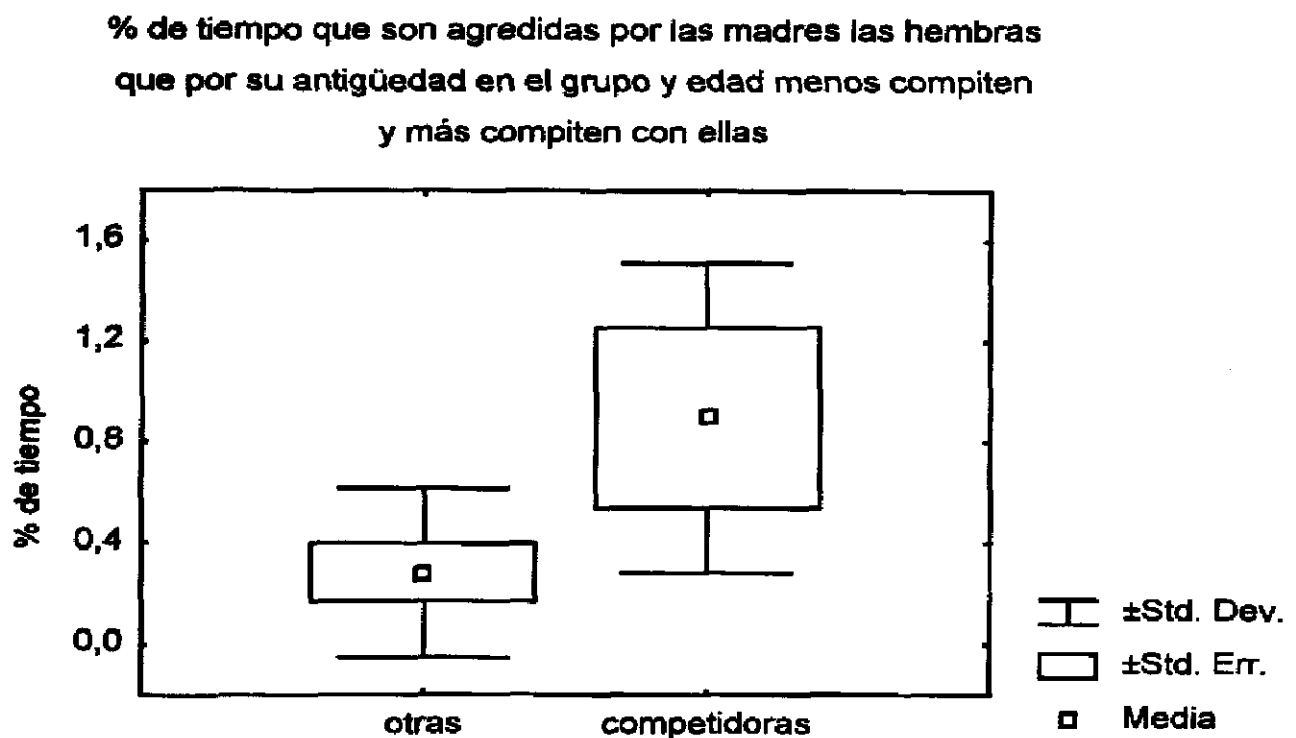 % de tiempo que son agredidas por las madres las hembras
que por su antigüedad en el grupo y edad menos compiten
y más compiten con ellas
% de tiempo
1,6
1,2
0,8
0,4
0,0
otras
competidoras
±Std. Dev.
±Std. Err.
Media